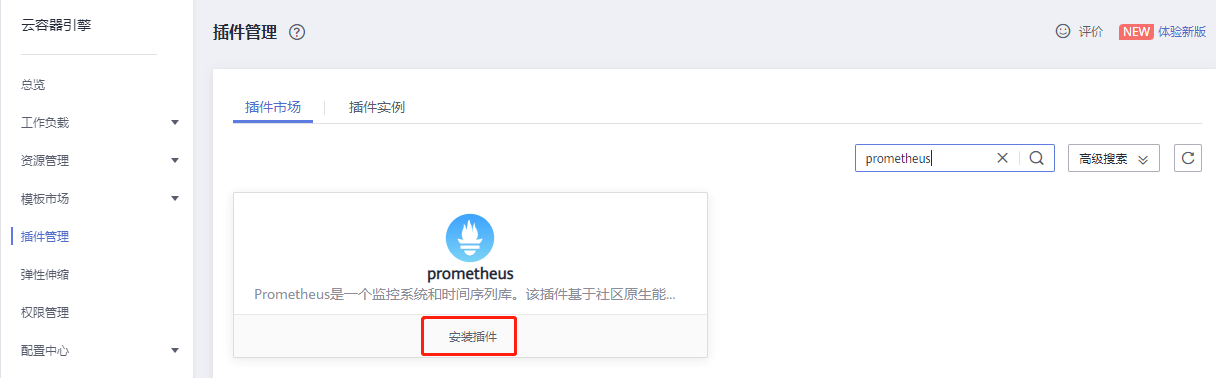 云容器引擎
总览
工作负载
资源管理
模板市场
插件管理
弹性伸缩
权限管理
配置中心
插件管理 ?
评价 NEW 体验新版
插件市场 插件实例
prometheus 高级搜索
prometheus
Prometheus是一个监控系统和时间序列库。该插件基于社区原生能...
安装插件